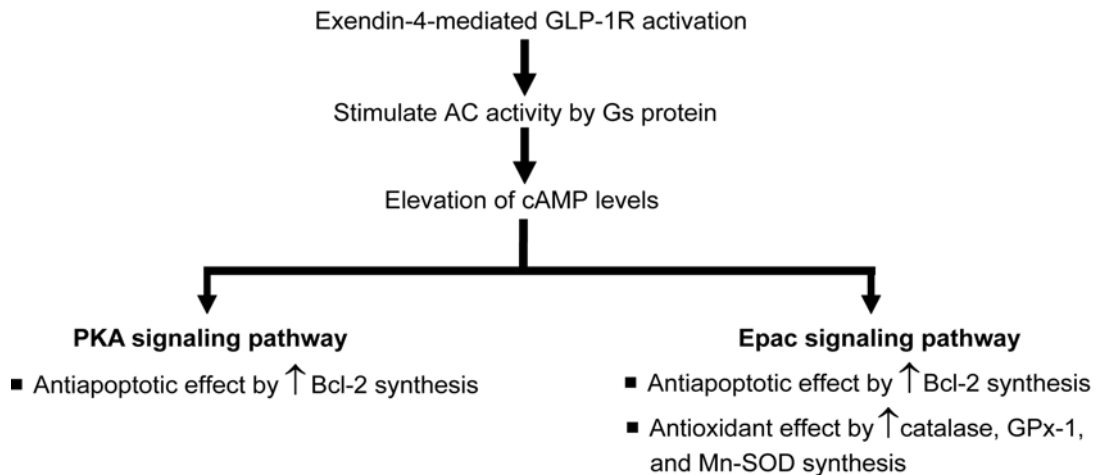 Exendin-4-mediated GLP-1R activation
Stimulate AC activity by Gs protein
Elevation of cAMP levels
PKA signaling pathway
■ Antiapoptotic effect by ↑ Bcl-2 synthesis
Epac signaling pathway
■ Antiapoptotic effect by ↑ Bcl-2 synthesis
■ Antioxidant effect by ↑ catalase, GPx-1,
and Mn-SOD synthesis